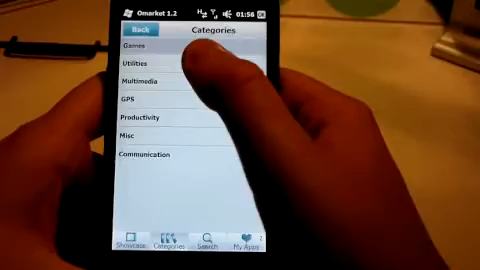 Omarket 1.2
H
01:56
Back
Categories
Games
Utilities
Multimedia
GPS
Productivity
Misc
Communication
Showcase
Categories
Search
My Apps
2